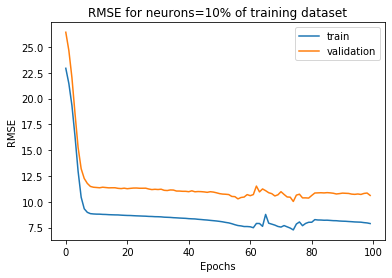 RMSE for neurons=10% of training dataset
train
validation
25.0
22.5
20.0
17.5
15.0
12.5
10.0
7.5
RMSE
0 20 40 60 80 100
Epochs